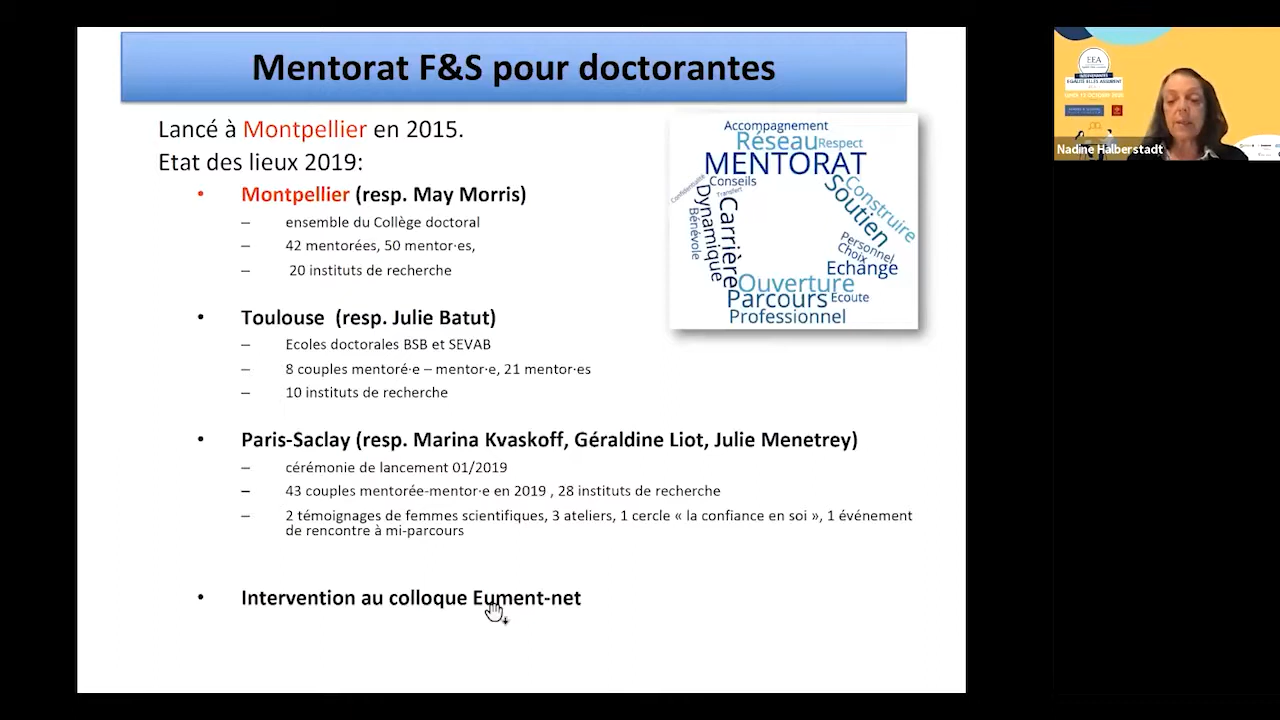 Mentorat F&S pour doctorantes
Lancé à Montpellier en 2015.
Etat des lieux 2019:
• Montpellier (resp. May Morris)
– ensemble du Collège doctoral
– 42 mentorées, 50 mentor·es,
– 20 instituts de recherche
• Toulouse (resp. Julie Batut)
– Ecoles doctorales BSB et SEVAB
– 8 couples mentoré·e – mentor·e, 21 mentor·es
– 10 instituts de recherche
• Paris-Saclay (resp. Marina Kvaskoff, Géraldine Liot, Julie Menetrey)
– cérémonie de lancement 01/2019
– 43 couples mentorée-mentor·e en 2019 , 28 instituts de recherche
– 2 témoignages de femmes scientifiques, 3 ateliers, 1 cercle « la confiance en soi », 1 événement
de rencontre à mi-parcours
• Intervention au colloque Eument-net
Accompagnement
Réseau
Respect
MENTORAT
Confidentialité
Conseils
Transfert
Dynamique
Bénévole
Carrière
Construire
Soutien
Personnel
Choix
Echange
Ouverture
Parcours
Ecoute
Professionnel
EEA
Nadine Halberstadt